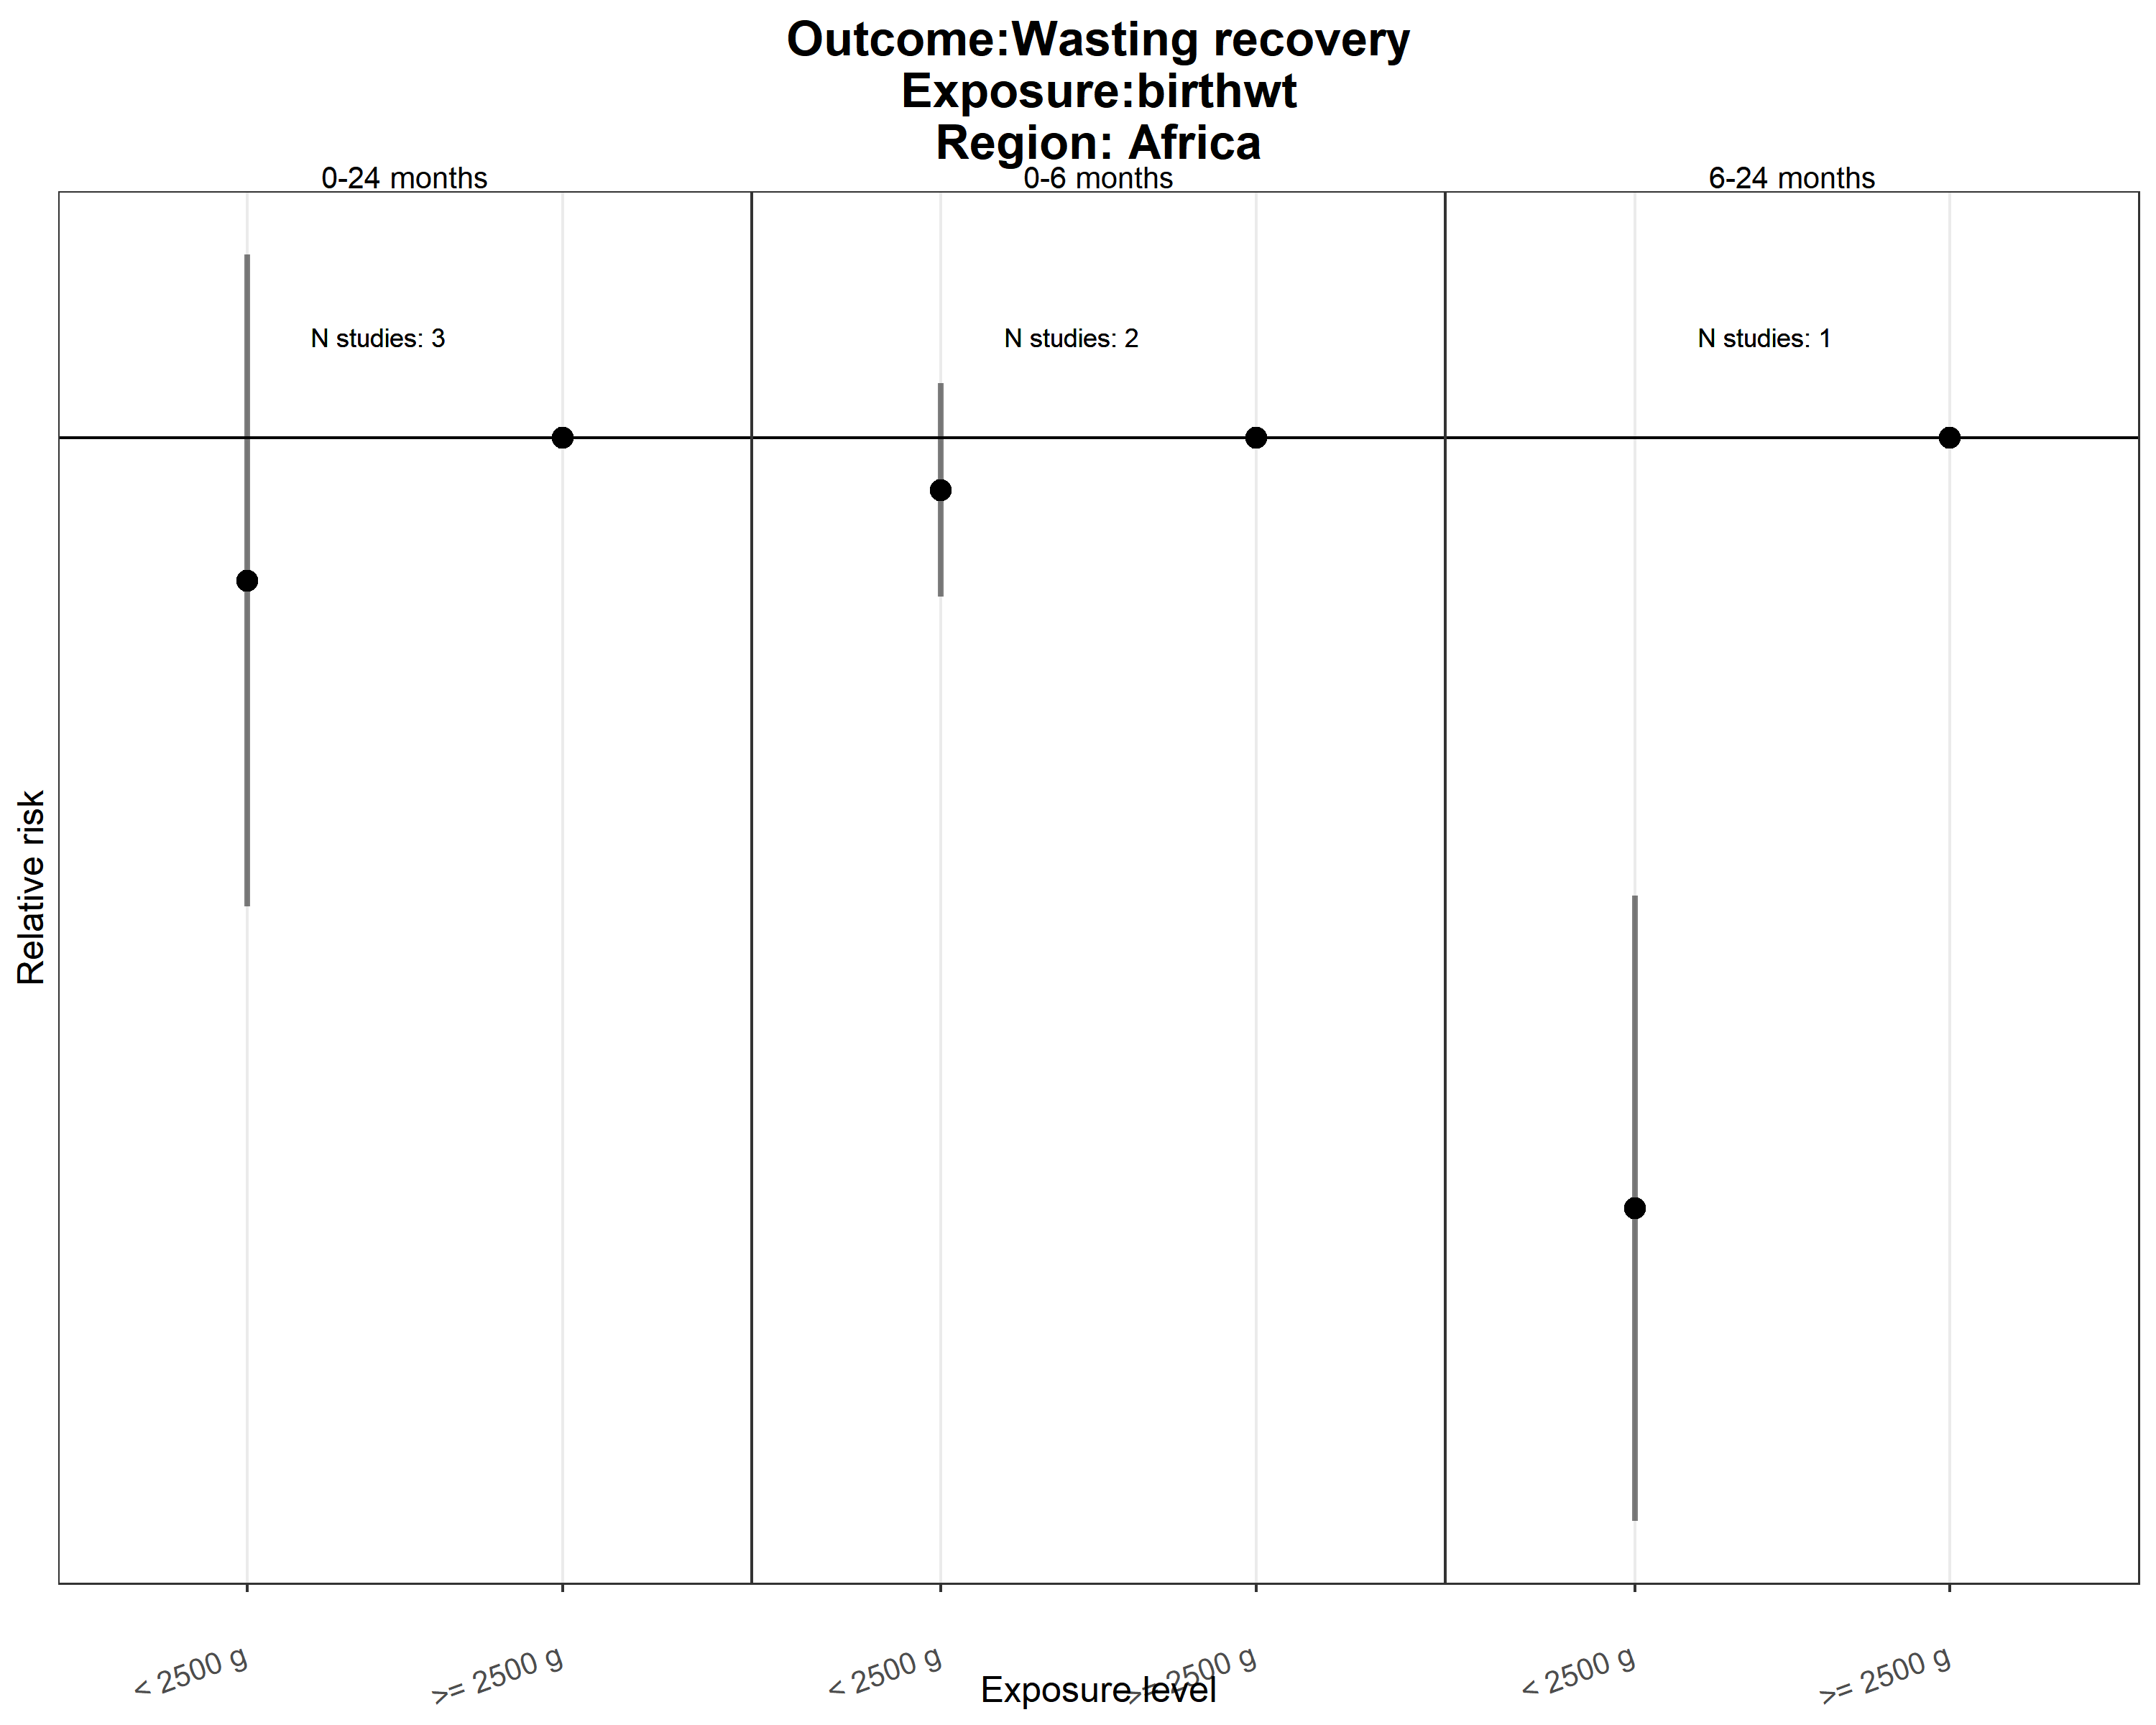 Outcome:Wasting recovery
Exposure:birthwt
Region: Africa
0-24 months
0-6 months
6-24 months
N studies: 3
N studies: 2
N studies: 1
Relative risk
< 2500 g
>= 2500 g
< 2500 g
>= 2500 g
< 2500 g
>= 2500 g
Exposure level